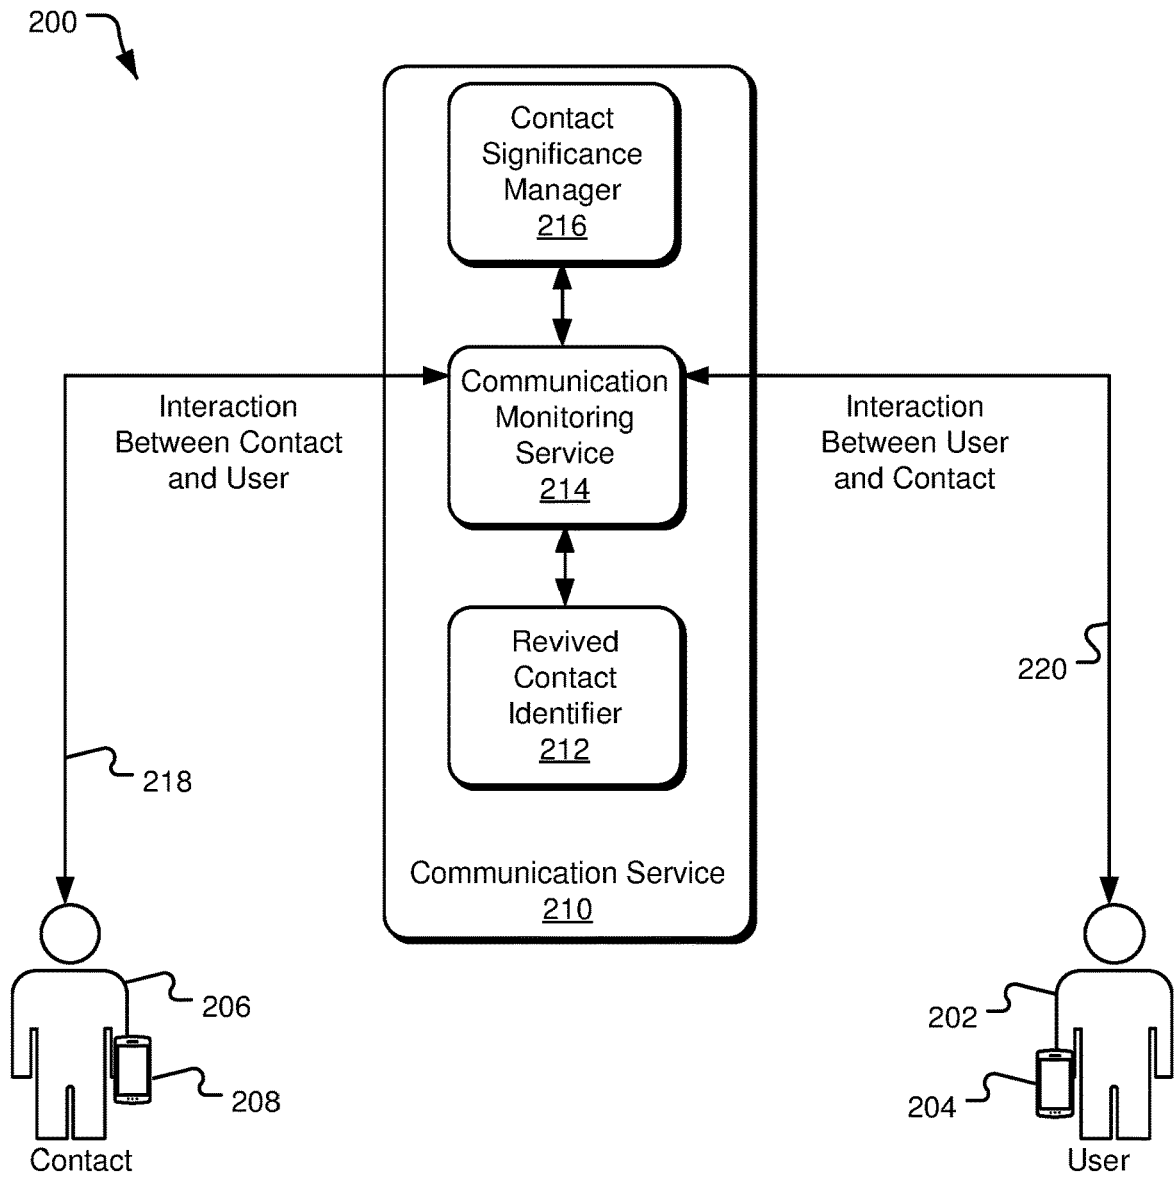 200
Contact
Significance
Manager
216
Communication
Monitoring
Service
214
Interaction
Between Contact
and User
Interaction
Between User
and Contact
Revived
Contact
Identifier
212
218
220
Communication Service
210
206
208
202
204
Contact
User